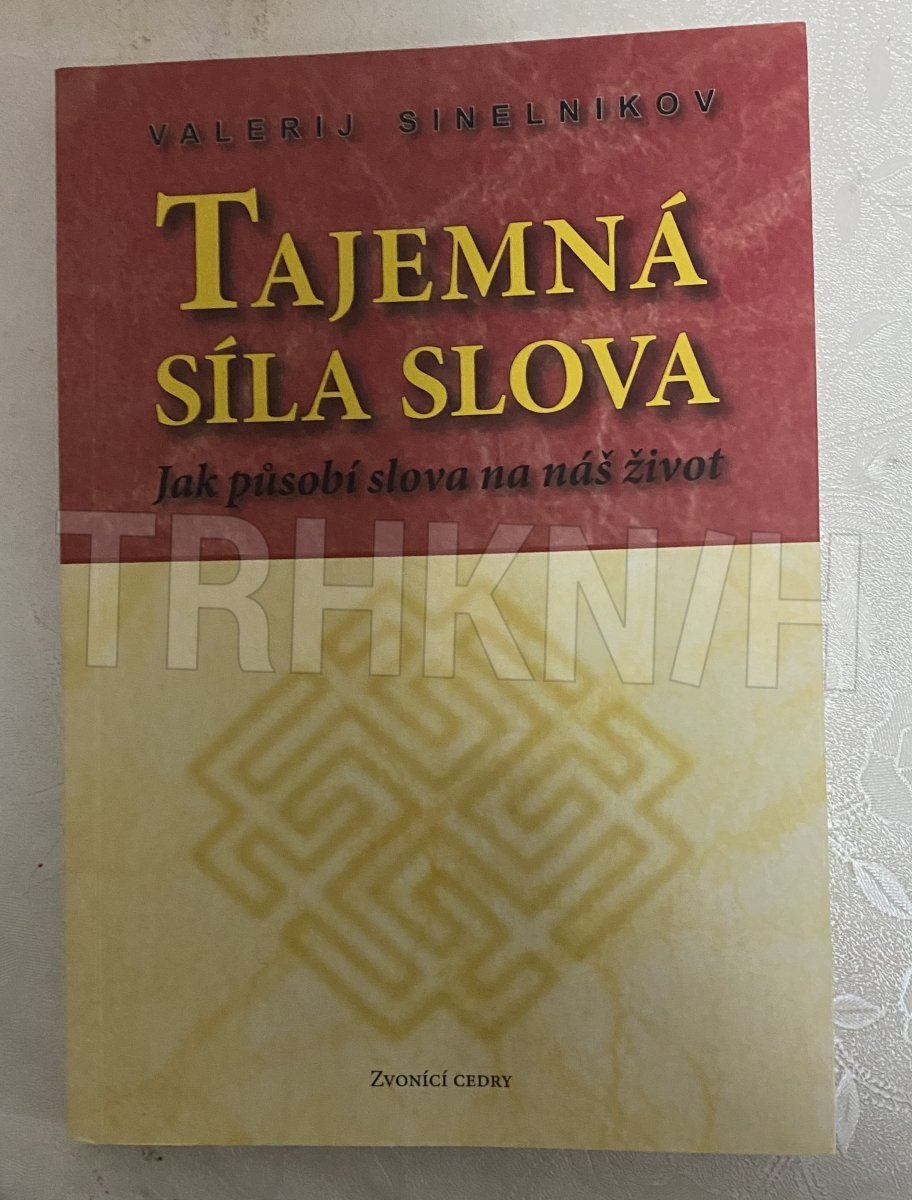 VALERIJ SINELNIKOV
TAJEMNÁ
SÍLA SLOVA
Jak působí slova na náš život
TRHKNIH
ZVONÍCÍ CEDRY